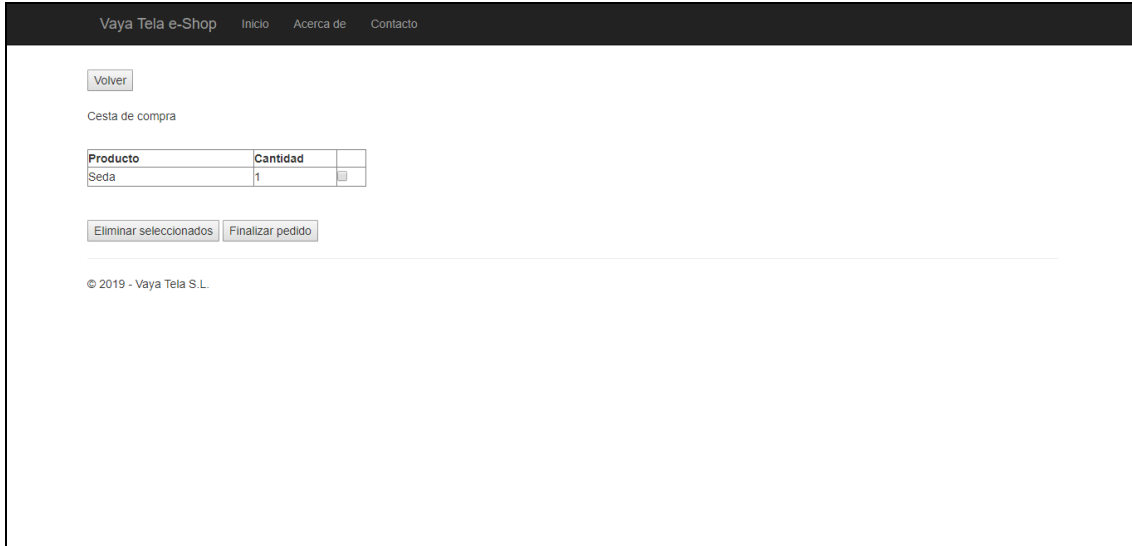 Vaya Tela e-Shop Inicio Acerca de Contacto
Volver
Cesta de compra
Producto Cantidad
Seda 1
Eliminar seleccionados Finalizar pedido
© 2019 - Vaya Tela S.L.